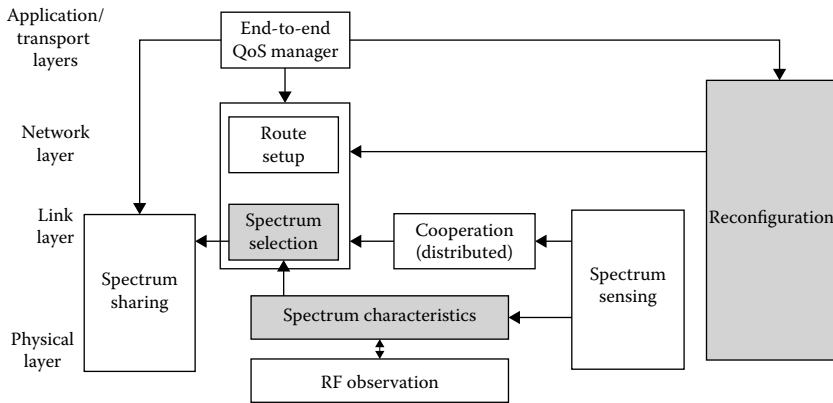 Application/
transport
layers
End-to-end
QoS manager
Network
layer
Route
setup
Reconfiguration
Link
layer
Spectrum
selection
Cooperation
(distributed)
Spectrum
sharing
Spectrum
sensing
Spectrum characteristics
Physical
layer
RF observation